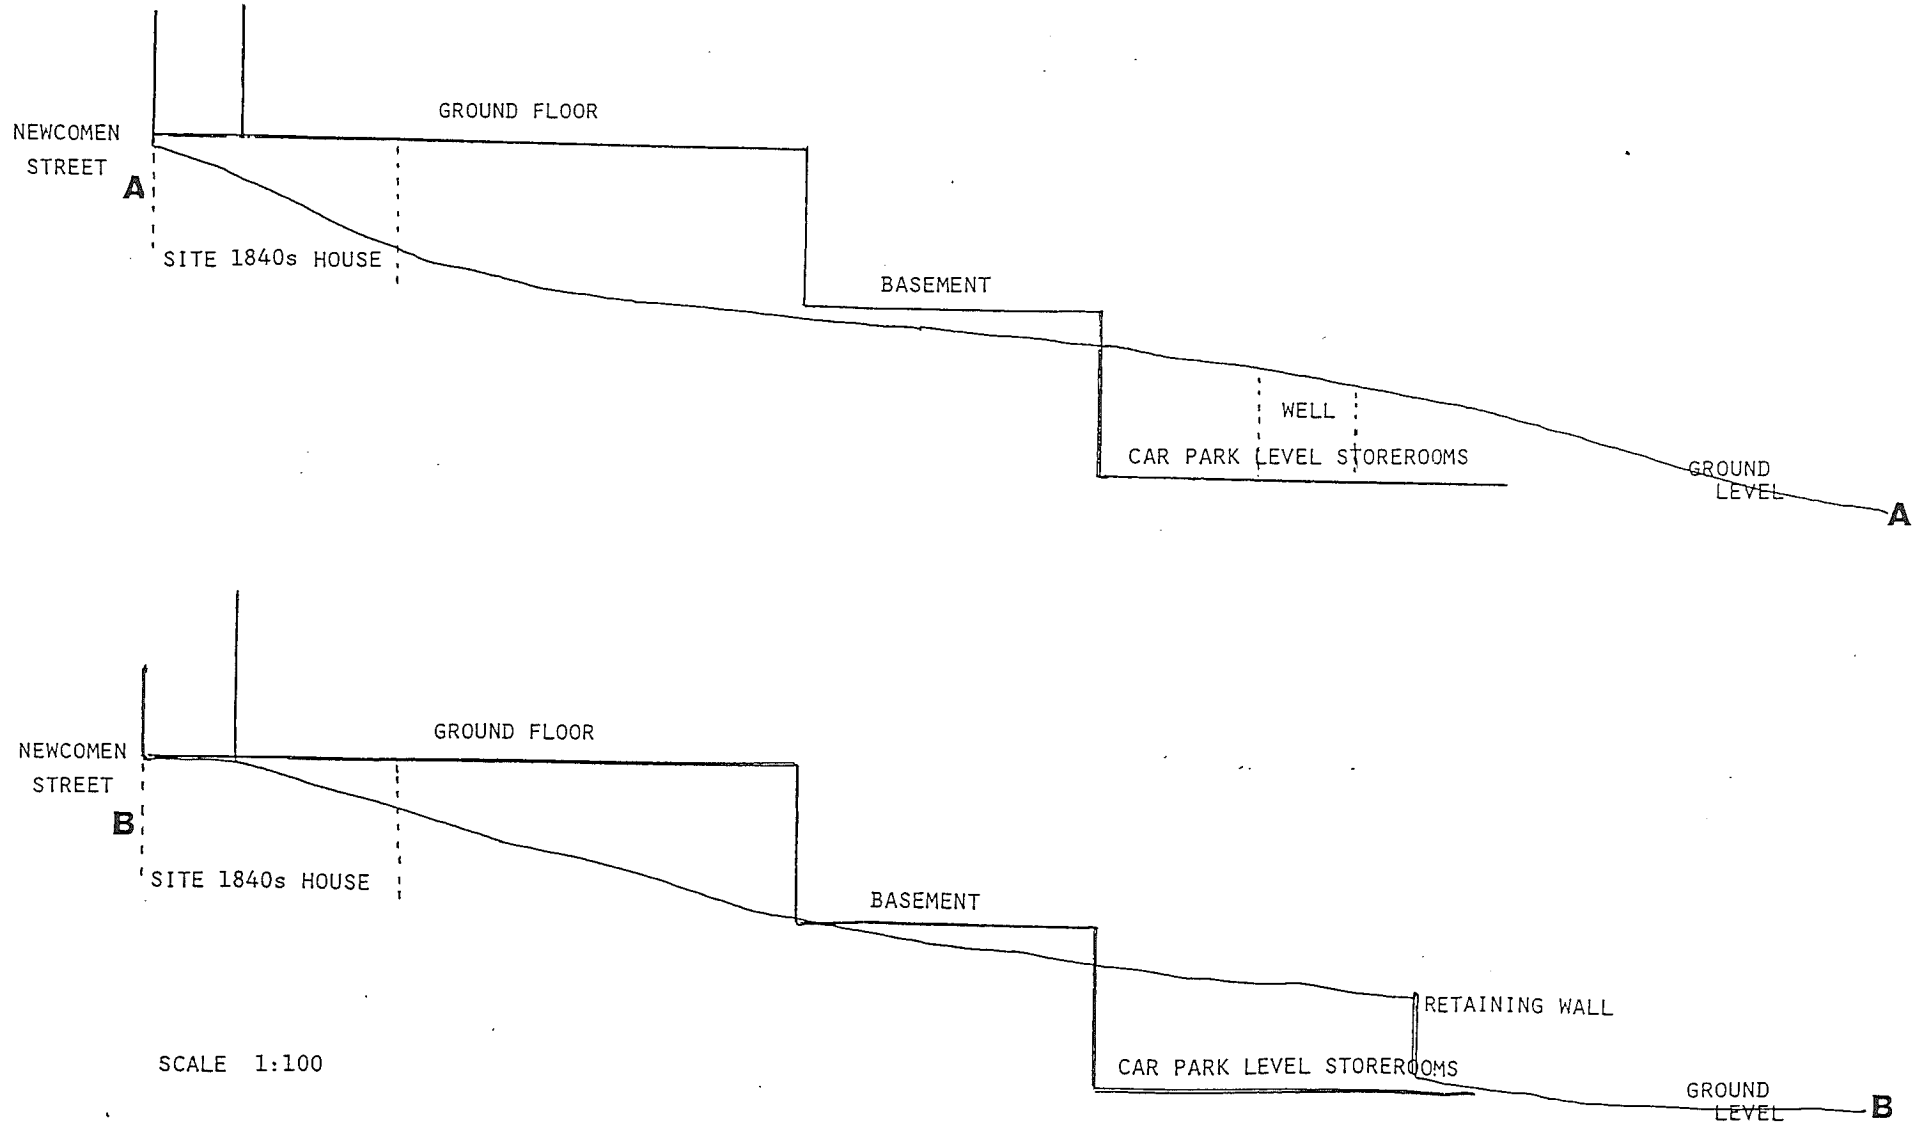 GROUND FLOOR
NEWCOMEN
STREET
A
SITE 1840s HOUSE
BASEMENT
WELL
CAR PARK LEVEL STOREROOMS
GROUND
LEVEL
A
GROUND FLOOR
NEWCOMEN
STREET
B
SITE 1840s HOUSE
BASEMENT
RETAINING WALL
SCALE 1:100
CAR PARK LEVEL STOREROOMS
GROUND
LEVEL
B